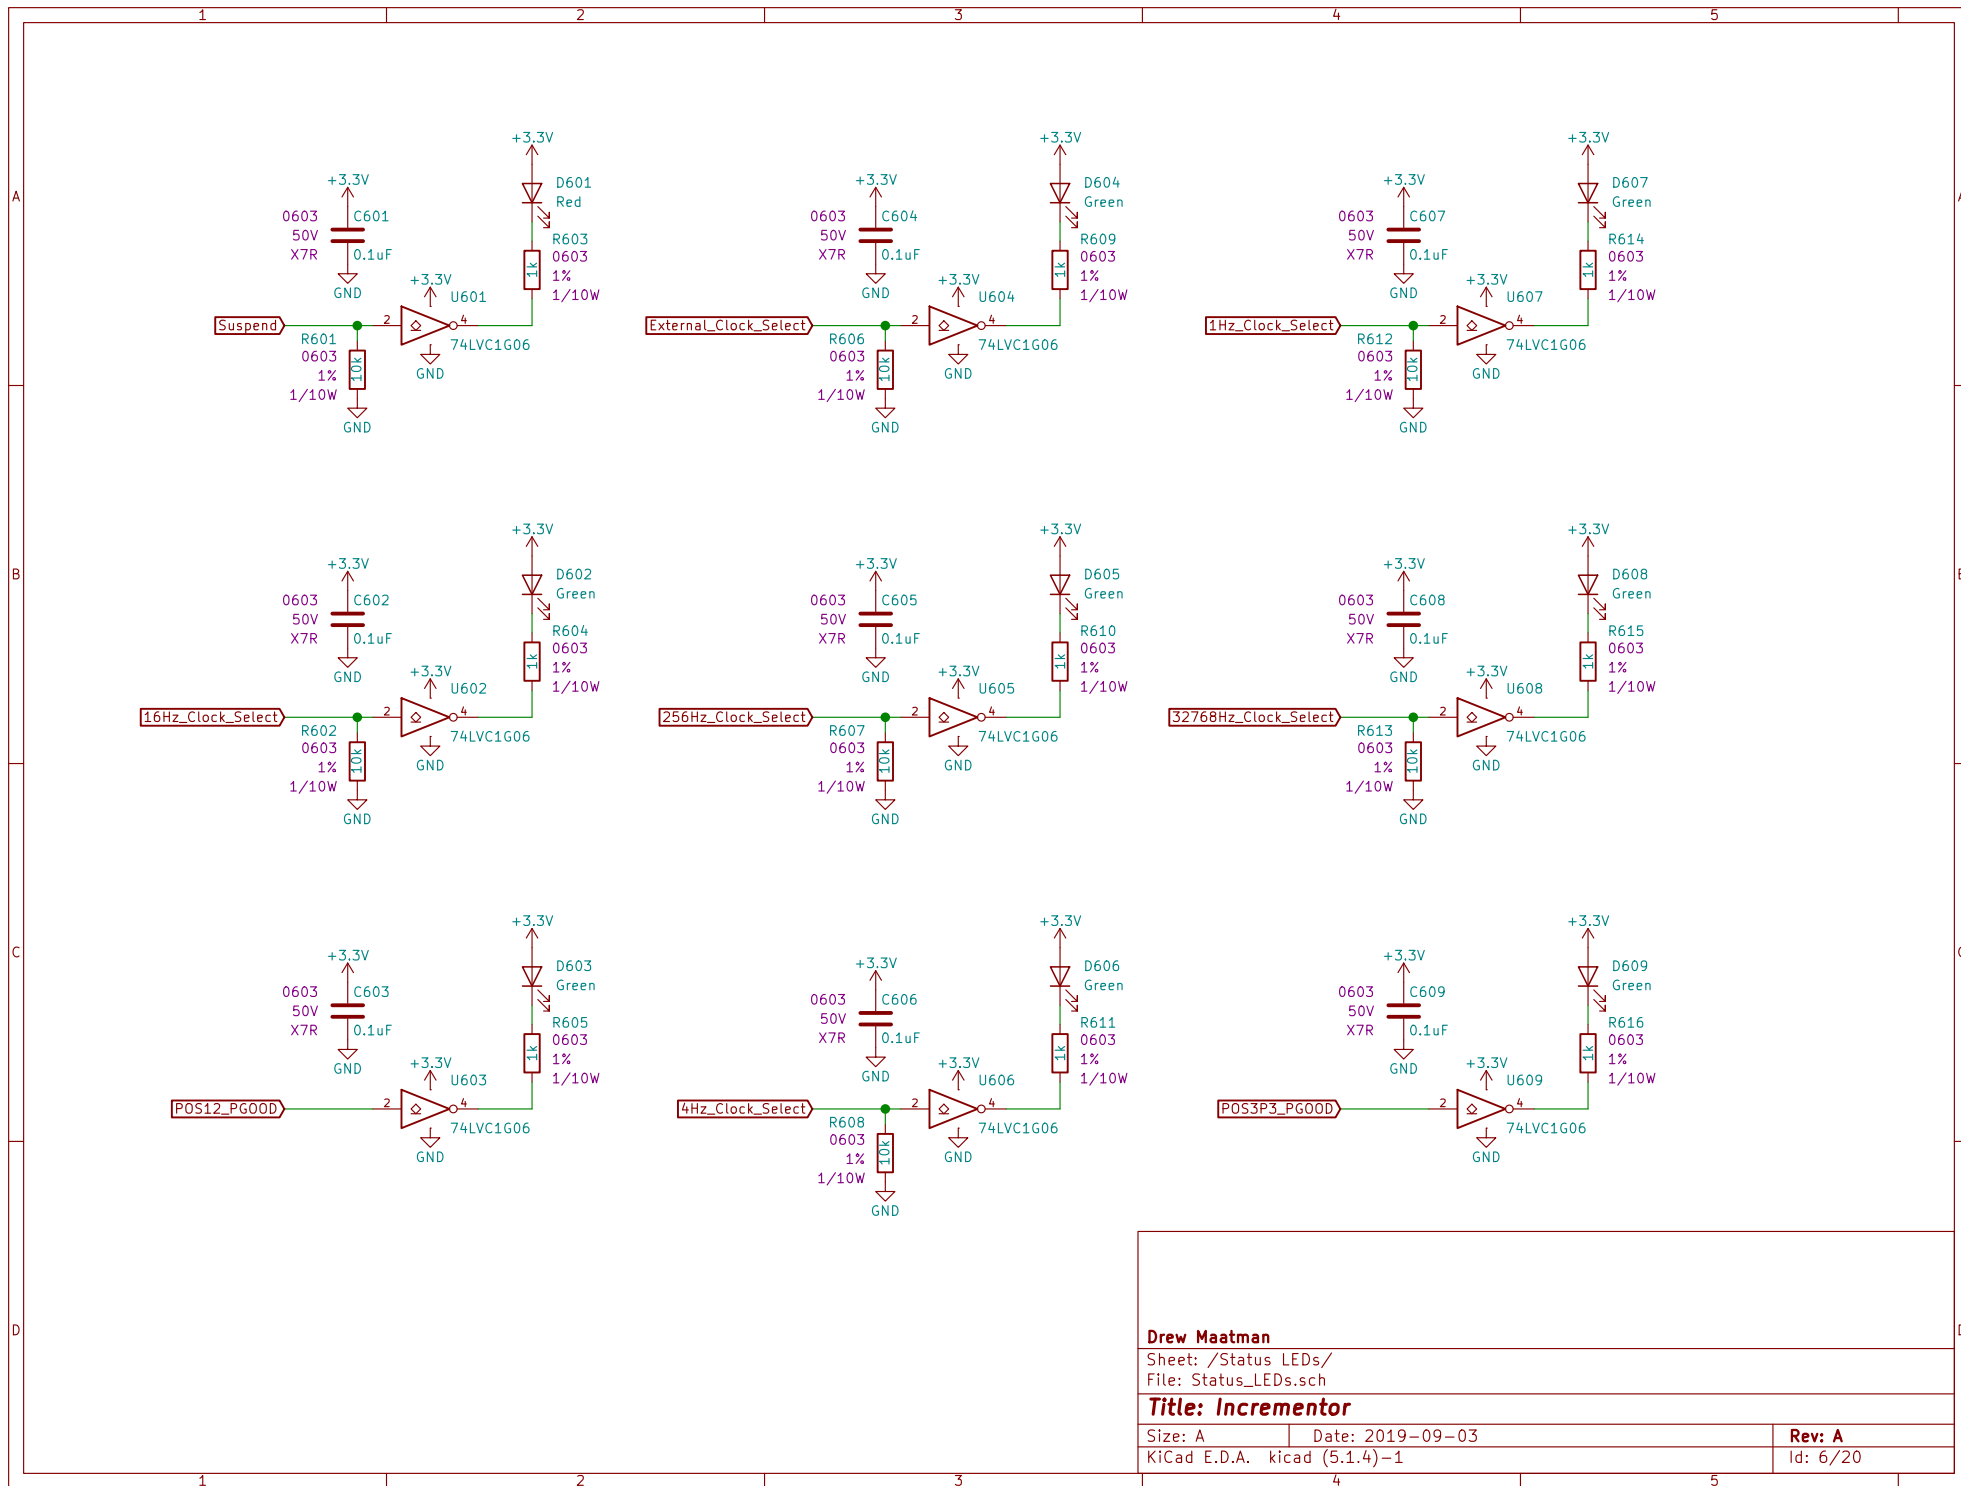 1 2 3 4 5
A
+3.3V
+3.3V
D601
Red
0603
C601
50V
X7R
0.1uF
GND
R603
0603
1%
1/10W
1k
+3.3V
U601
Suspend
2
4
74LVC1G06
GND
R601
0603
1%
1/10W
10k
GND
+3.3V
+3.3V
D604
Green
0603
C604
50V
X7R
0.1uF
GND
R609
0603
1%
1/10W
1k
+3.3V
U604
External_Clock_Select
2
4
74LVC1G06
GND
R606
0603
1%
1/10W
10k
GND
+3.3V
+3.3V
D607
Green
0603
C607
50V
X7R
0.1uF
GND
R614
0603
1%
1/10W
1k
+3.3V
U607
1Hz_Clock_Select
2
4
74LVC1G06
GND
R612
0603
1%
1/10W
10k
GND
B
+3.3V
+3.3V
D602
Green
0603
C602
50V
X7R
0.1uF
GND
R604
0603
1%
1/10W
1k
+3.3V
U602
16Hz_Clock_Select
2
4
74LVC1G06
GND
R602
0603
1%
1/10W
10k
GND
+3.3V
+3.3V
D605
Green
0603
C605
50V
X7R
0.1uF
GND
R610
0603
1%
1/10W
1k
+3.3V
U605
256Hz_Clock_Select
2
4
74LVC1G06
GND
R607
0603
1%
1/10W
10k
GND
+3.3V
+3.3V
D608
Green
0603
C608
50V
X7R
0.1uF
GND
R615
0603
1%
1/10W
1k
+3.3V
U608
32768Hz_Clock_Select
2
4
74LVC1G06
GND
R613
0603
1%
1/10W
10k
GND
C
+3.3V
+3.3V
D603
Green
0603
C603
50V
X7R
0.1uF
GND
R605
0603
1%
1/10W
1k
+3.3V
U603
POS12_PGOOD
2
4
74LVC1G06
GND
+3.3V
+3.3V
D606
Green
0603
C606
50V
X7R
0.1uF
GND
R611
0603
1%
1/10W
1k
+3.3V
U606
4Hz_Clock_Select
2
4
74LVC1G06
GND
R608
0603
1%
1/10W
10k
GND
+3.3V
+3.3V
D609
Green
0603
C609
50V
X7R
0.1uF
GND
R616
0603
1%
1/10W
1k
+3.3V
U609
POS3P3_PGOOD
2
4
74LVC1G06
GND
D
Drew Maatman
Sheet: /Status LEDs/
File: Status_LEDs.sch
Title: Incrementor
Size: A Date: 2019-09-03 Rev: A
KiCad E.D.A. kicad (5.1.4)-1 Id: 6/20
1 2 3 4 5